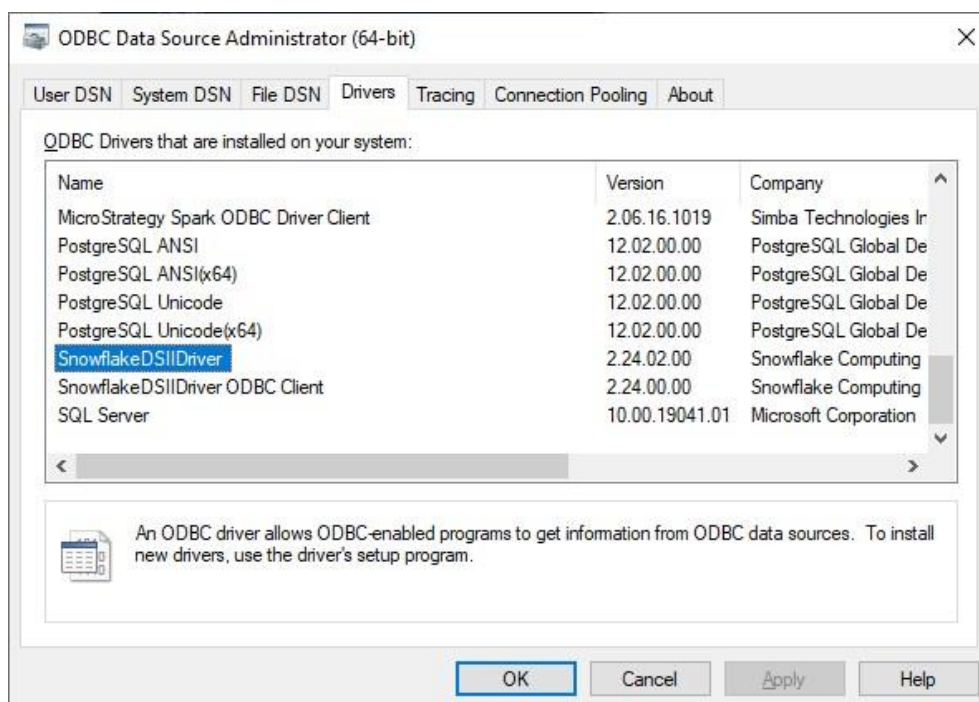 ODBC Data Source Administrator (64-bit)
User DSN System DSN File DSN Drivers Tracing Connection Pooling About
ODBC Drivers that are installed on your system:
Name Version Company
MicroStrategy Spark ODBC Driver Client 2.06.16.1019 Simba Technologies In
PostgreSQL ANSI 12.02.00.00 PostgreSQL Global De
PostgreSQL ANSI(x64) 12.02.00.00 PostgreSQL Global De
PostgreSQL Unicode 12.02.00.00 PostgreSQL Global De
PostgreSQL Unicode(x64) 12.02.00.00 PostgreSQL Global De
SnowflakeDSIIDriver 2.24.02.00 Snowflake Computing
SnowflakeDSIIDriver ODBC Client 2.24.00.00 Snowflake Computing
SQL Server 10.00.19041.01 Microsoft Corporation
An ODBC driver allows ODBC-enabled programs to get information from ODBC data sources. To install
new drivers, use the driver's setup program.
OK Cancel Apply Help